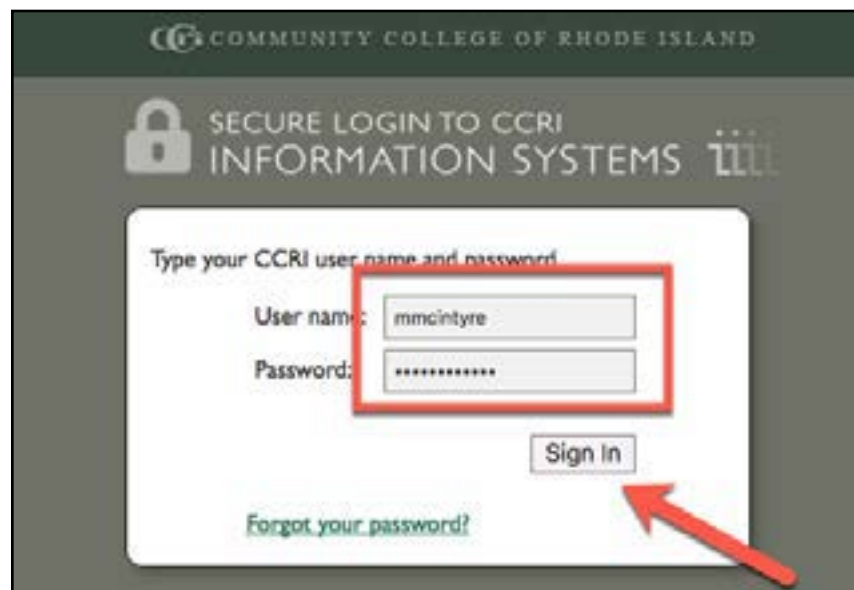 CCRI COMMUNITY COLLEGE OF RHODE ISLAND
SECURE LOGIN TO CCRI
INFORMATION SYSTEMS
Type your CCRI user name and password
User name: mmcintyre
Password: ••••••••••••
Sign In
Forgot your password?